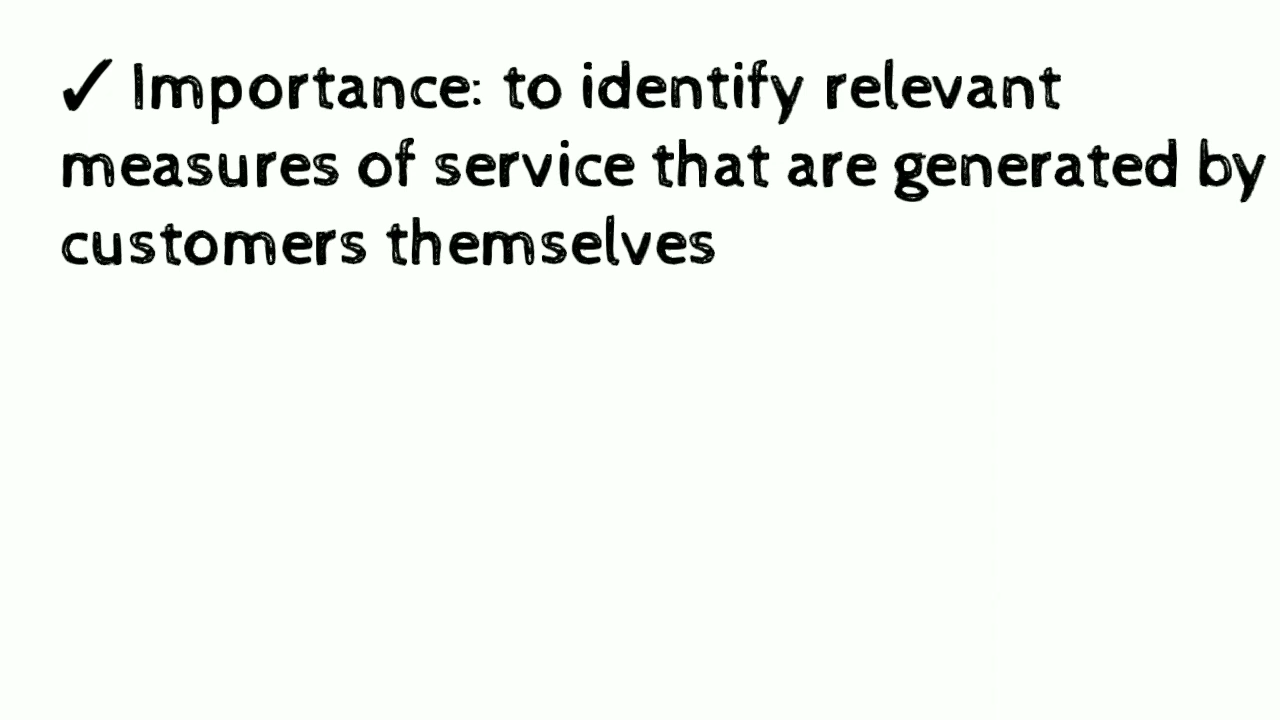 ✓ Importance: to identify relevant
measures of service that are generated by
customers themselves